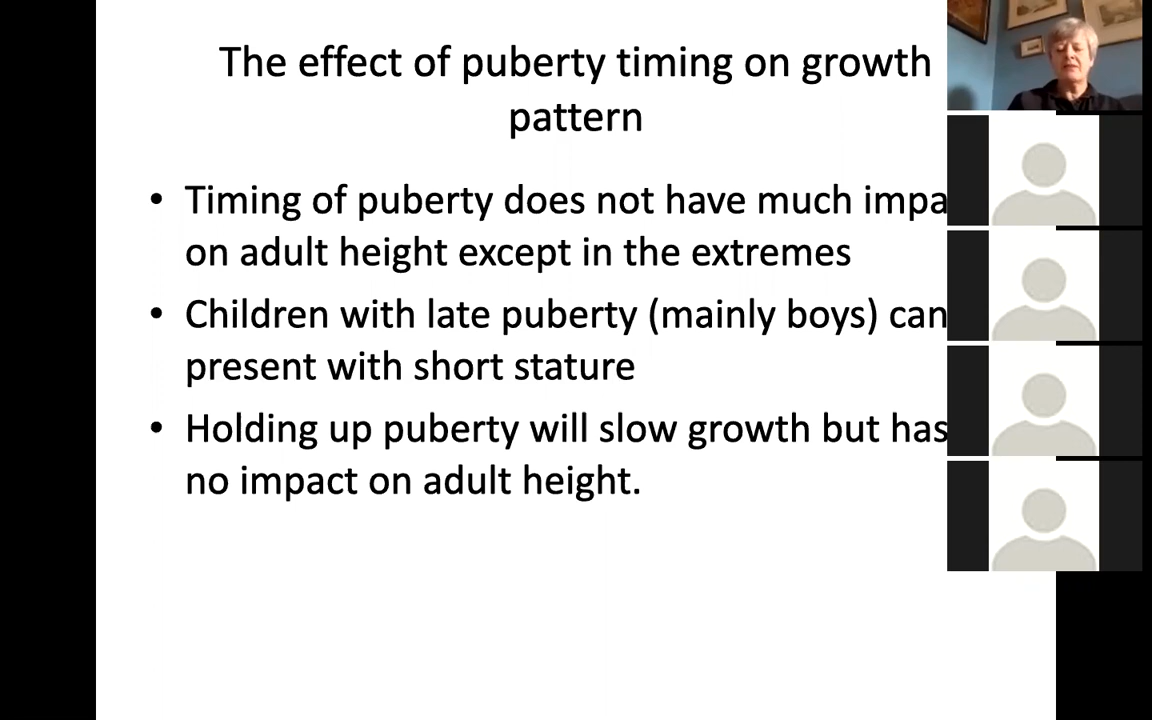 The effect of puberty timing on growth
pattern
• Timing of puberty does not have much impa
on adult height except in the extremes
• Children with late puberty (mainly boys) can
present with short stature
• Holding up puberty will slow growth but has
no impact on adult height.